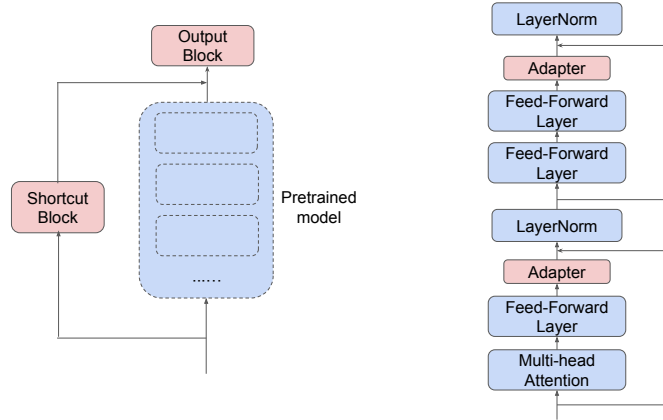 Output
Block
Shortcut
Block
Pretrained
model
......
LayerNorm
Adapter
Feed-Forward
Layer
Feed-Forward
Layer
LayerNorm
Adapter
Feed-Forward
Layer
Multi-head
Attention